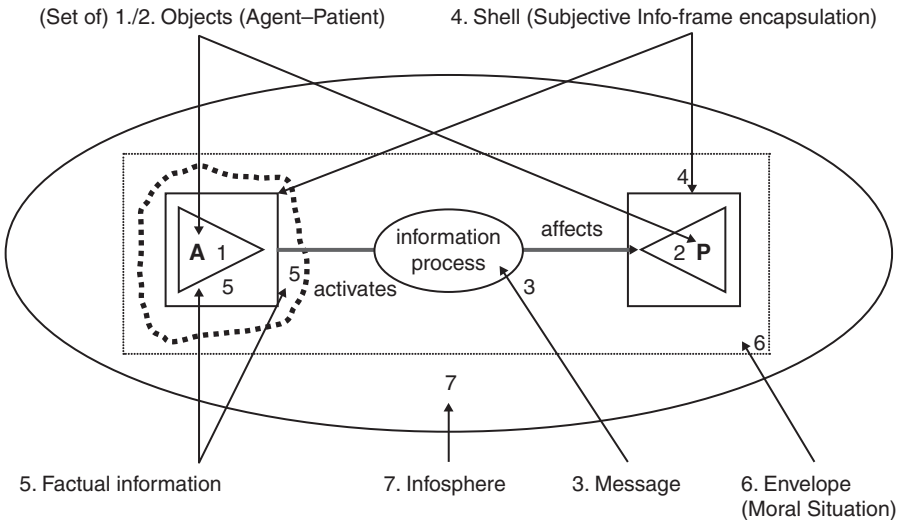 (Set of) 1./2. Objects (Agent–Patient)
4. Shell (Subjective Info-frame encapsulation)
4
A 1
5
5
activates
information
process
3
affects
2 P
6
7
5. Factual information
7. Infosphere
3. Message
6. Envelope
(Moral Situation)